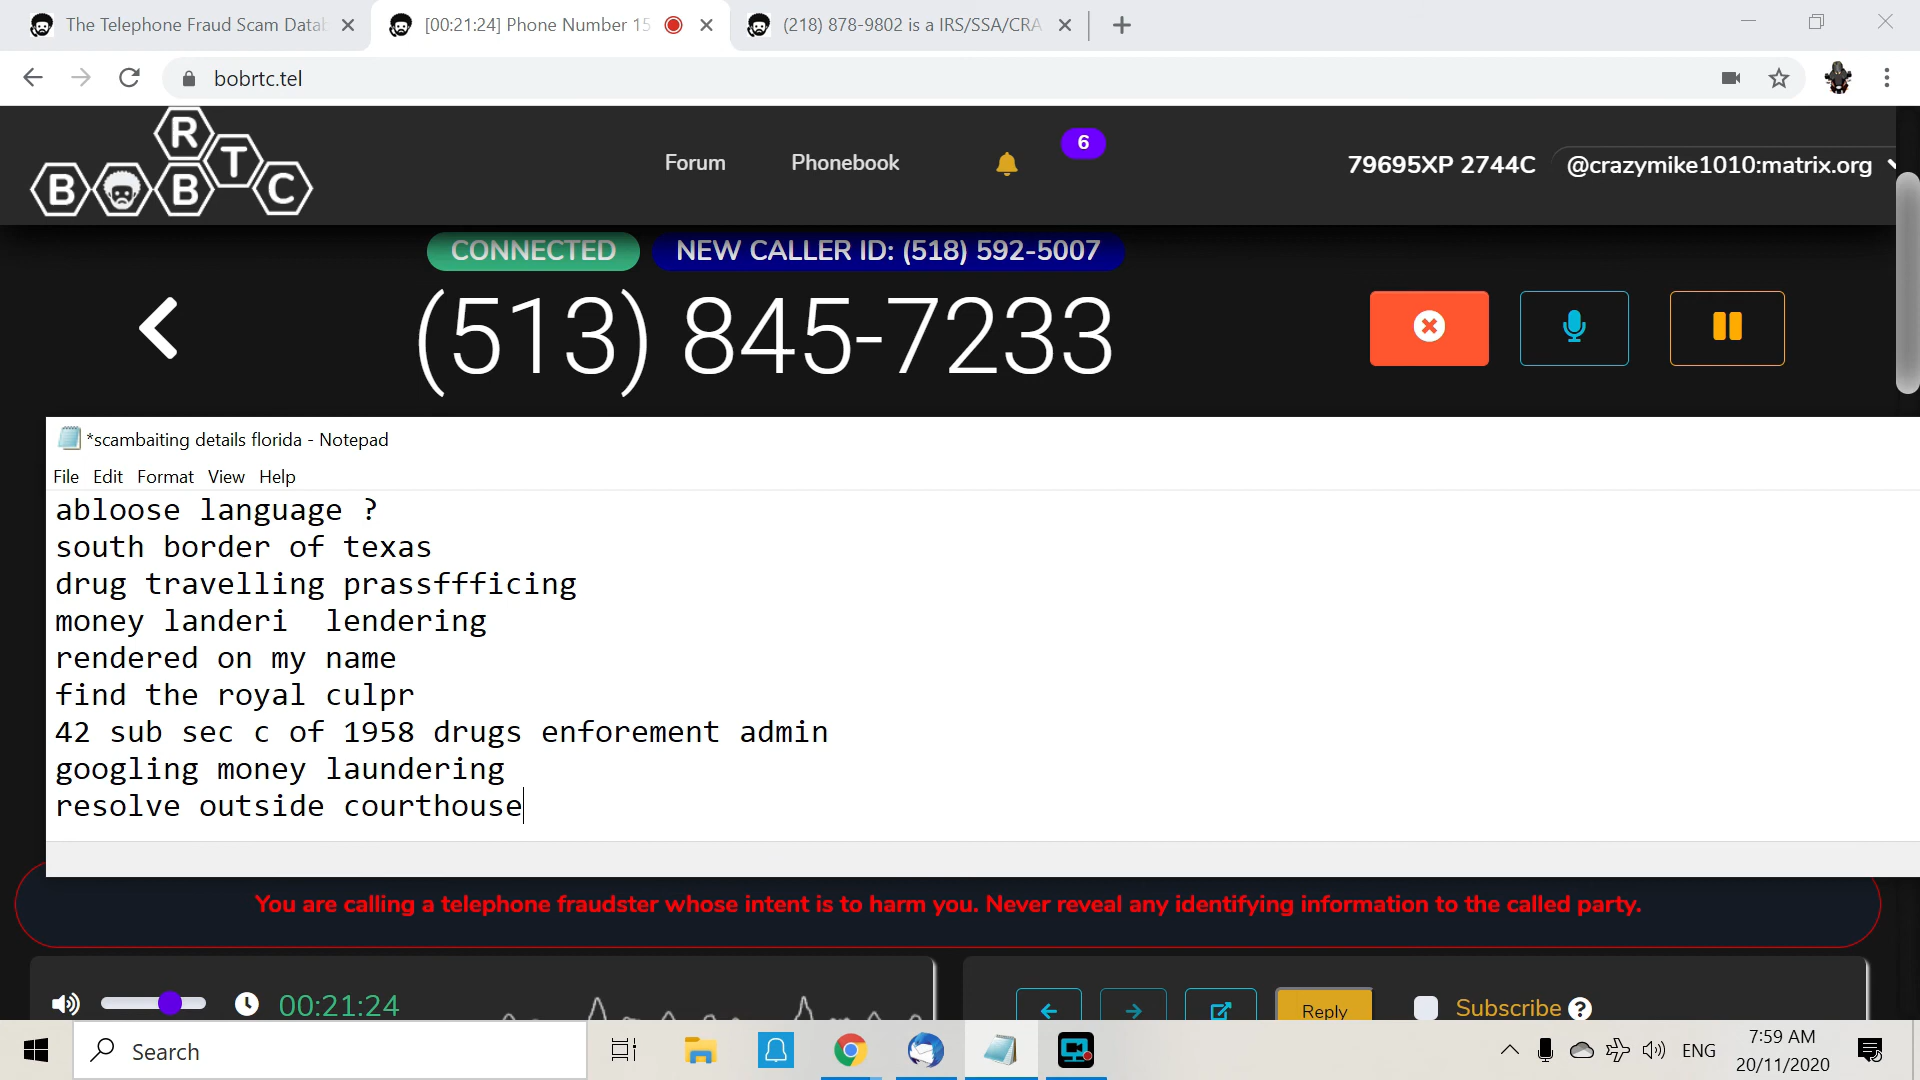 The Telephone Fraud Scam Datab
[00:21:24] Phone Number 15
(218) 878-9802 is a IRS/SSA/CRA
bobrtc.tel
R
B B T C
Forum
Phonebook
6
79695XP 2744C
@crazymike1010:matrix.org
CONNECTED
NEW CALLER ID: (518) 592-5007
(513) 845-7233
*scambaiting details florida - Notepad
File Edit Format View Help
abloose language ?
south border of texas
drug travelling prassffficing
money landeri  lendering
rendered on my name
find the royal culpr
42 sub sec c of 1958 drugs enforement admin
googling money laundering
resolve outside courthouse
You are calling a telephone fraudster whose intent is to harm you. Never reveal any identifying information to the called party.
00:21:24
Reply
Subscribe ?
Search
ENG
7:59 AM
20/11/2020